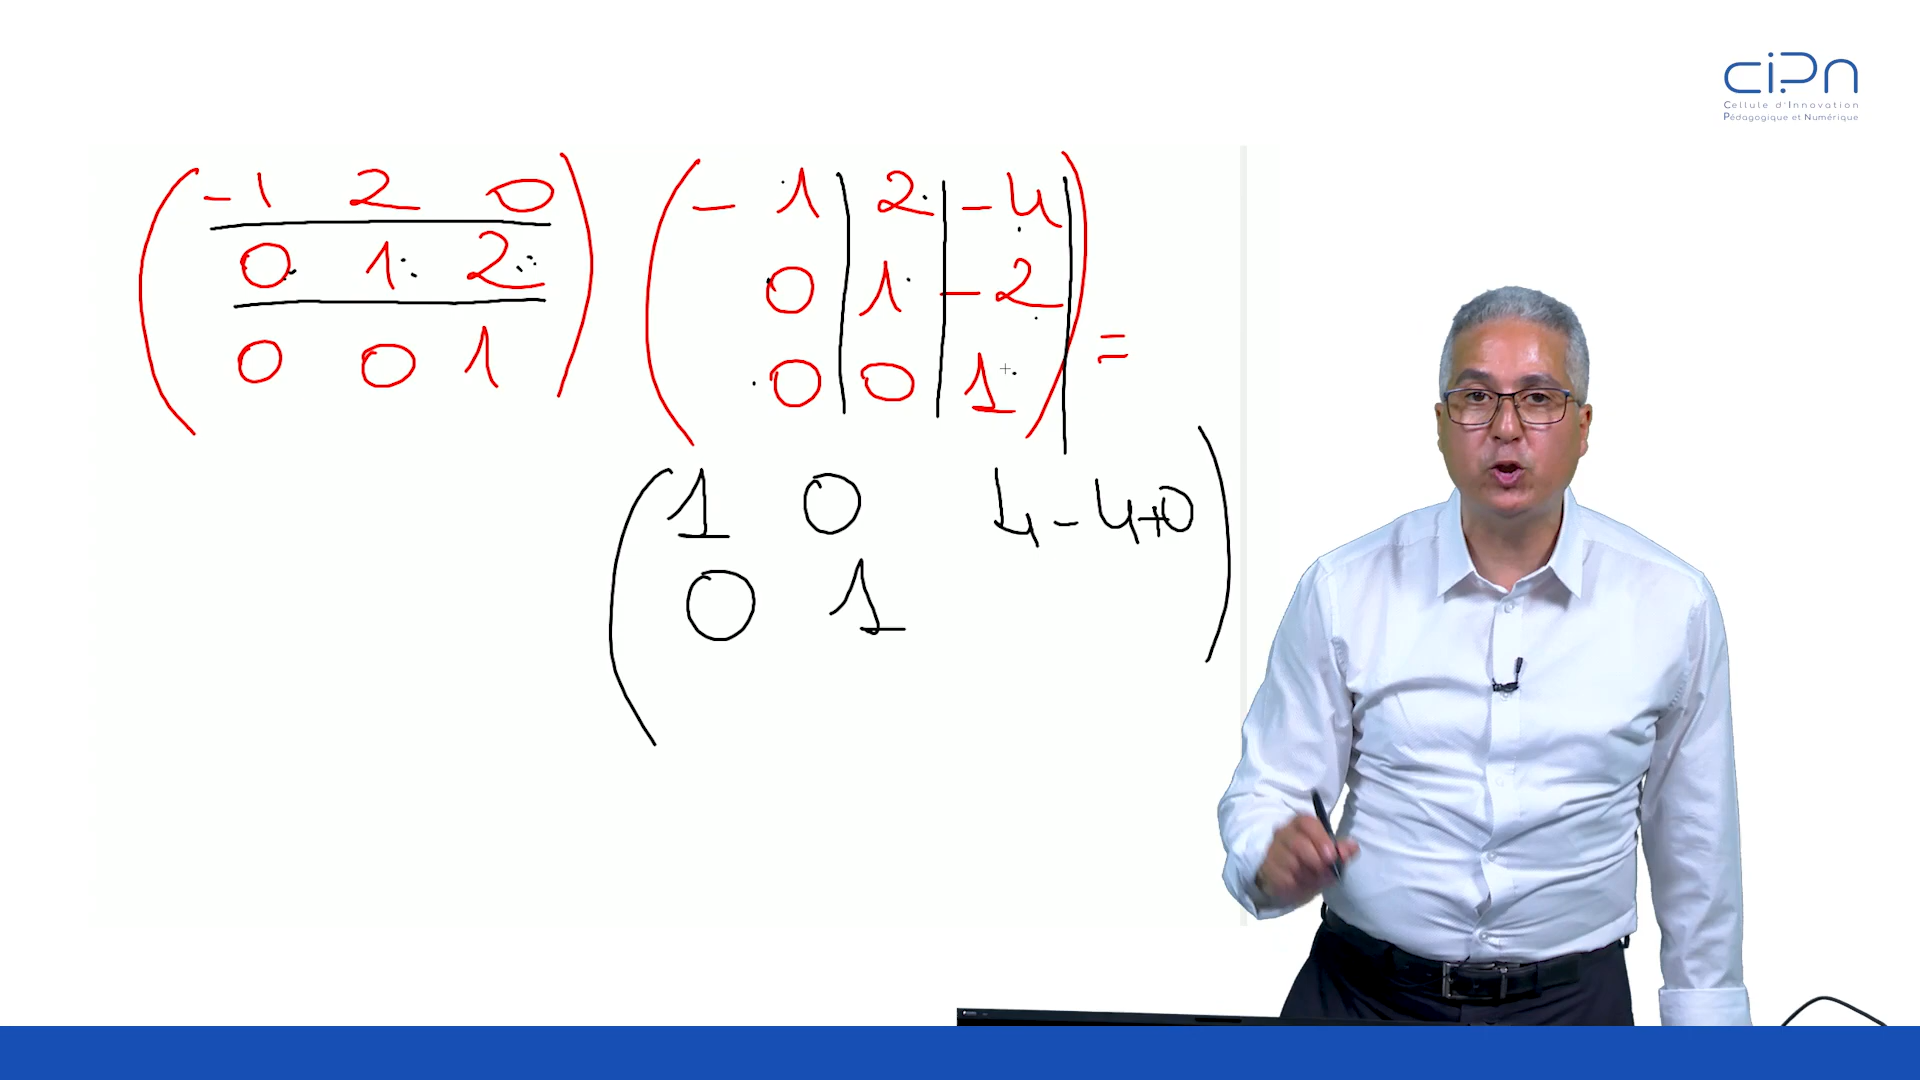 cipn
Cellule d'Innovation
Pédagogique et Numérique
( -1 2 0 ) ( -1 2 -4 )
0 1 2 0 1 -2
0 0 1 0 0 1 =
( 1 0 4-4+0 )
0 1